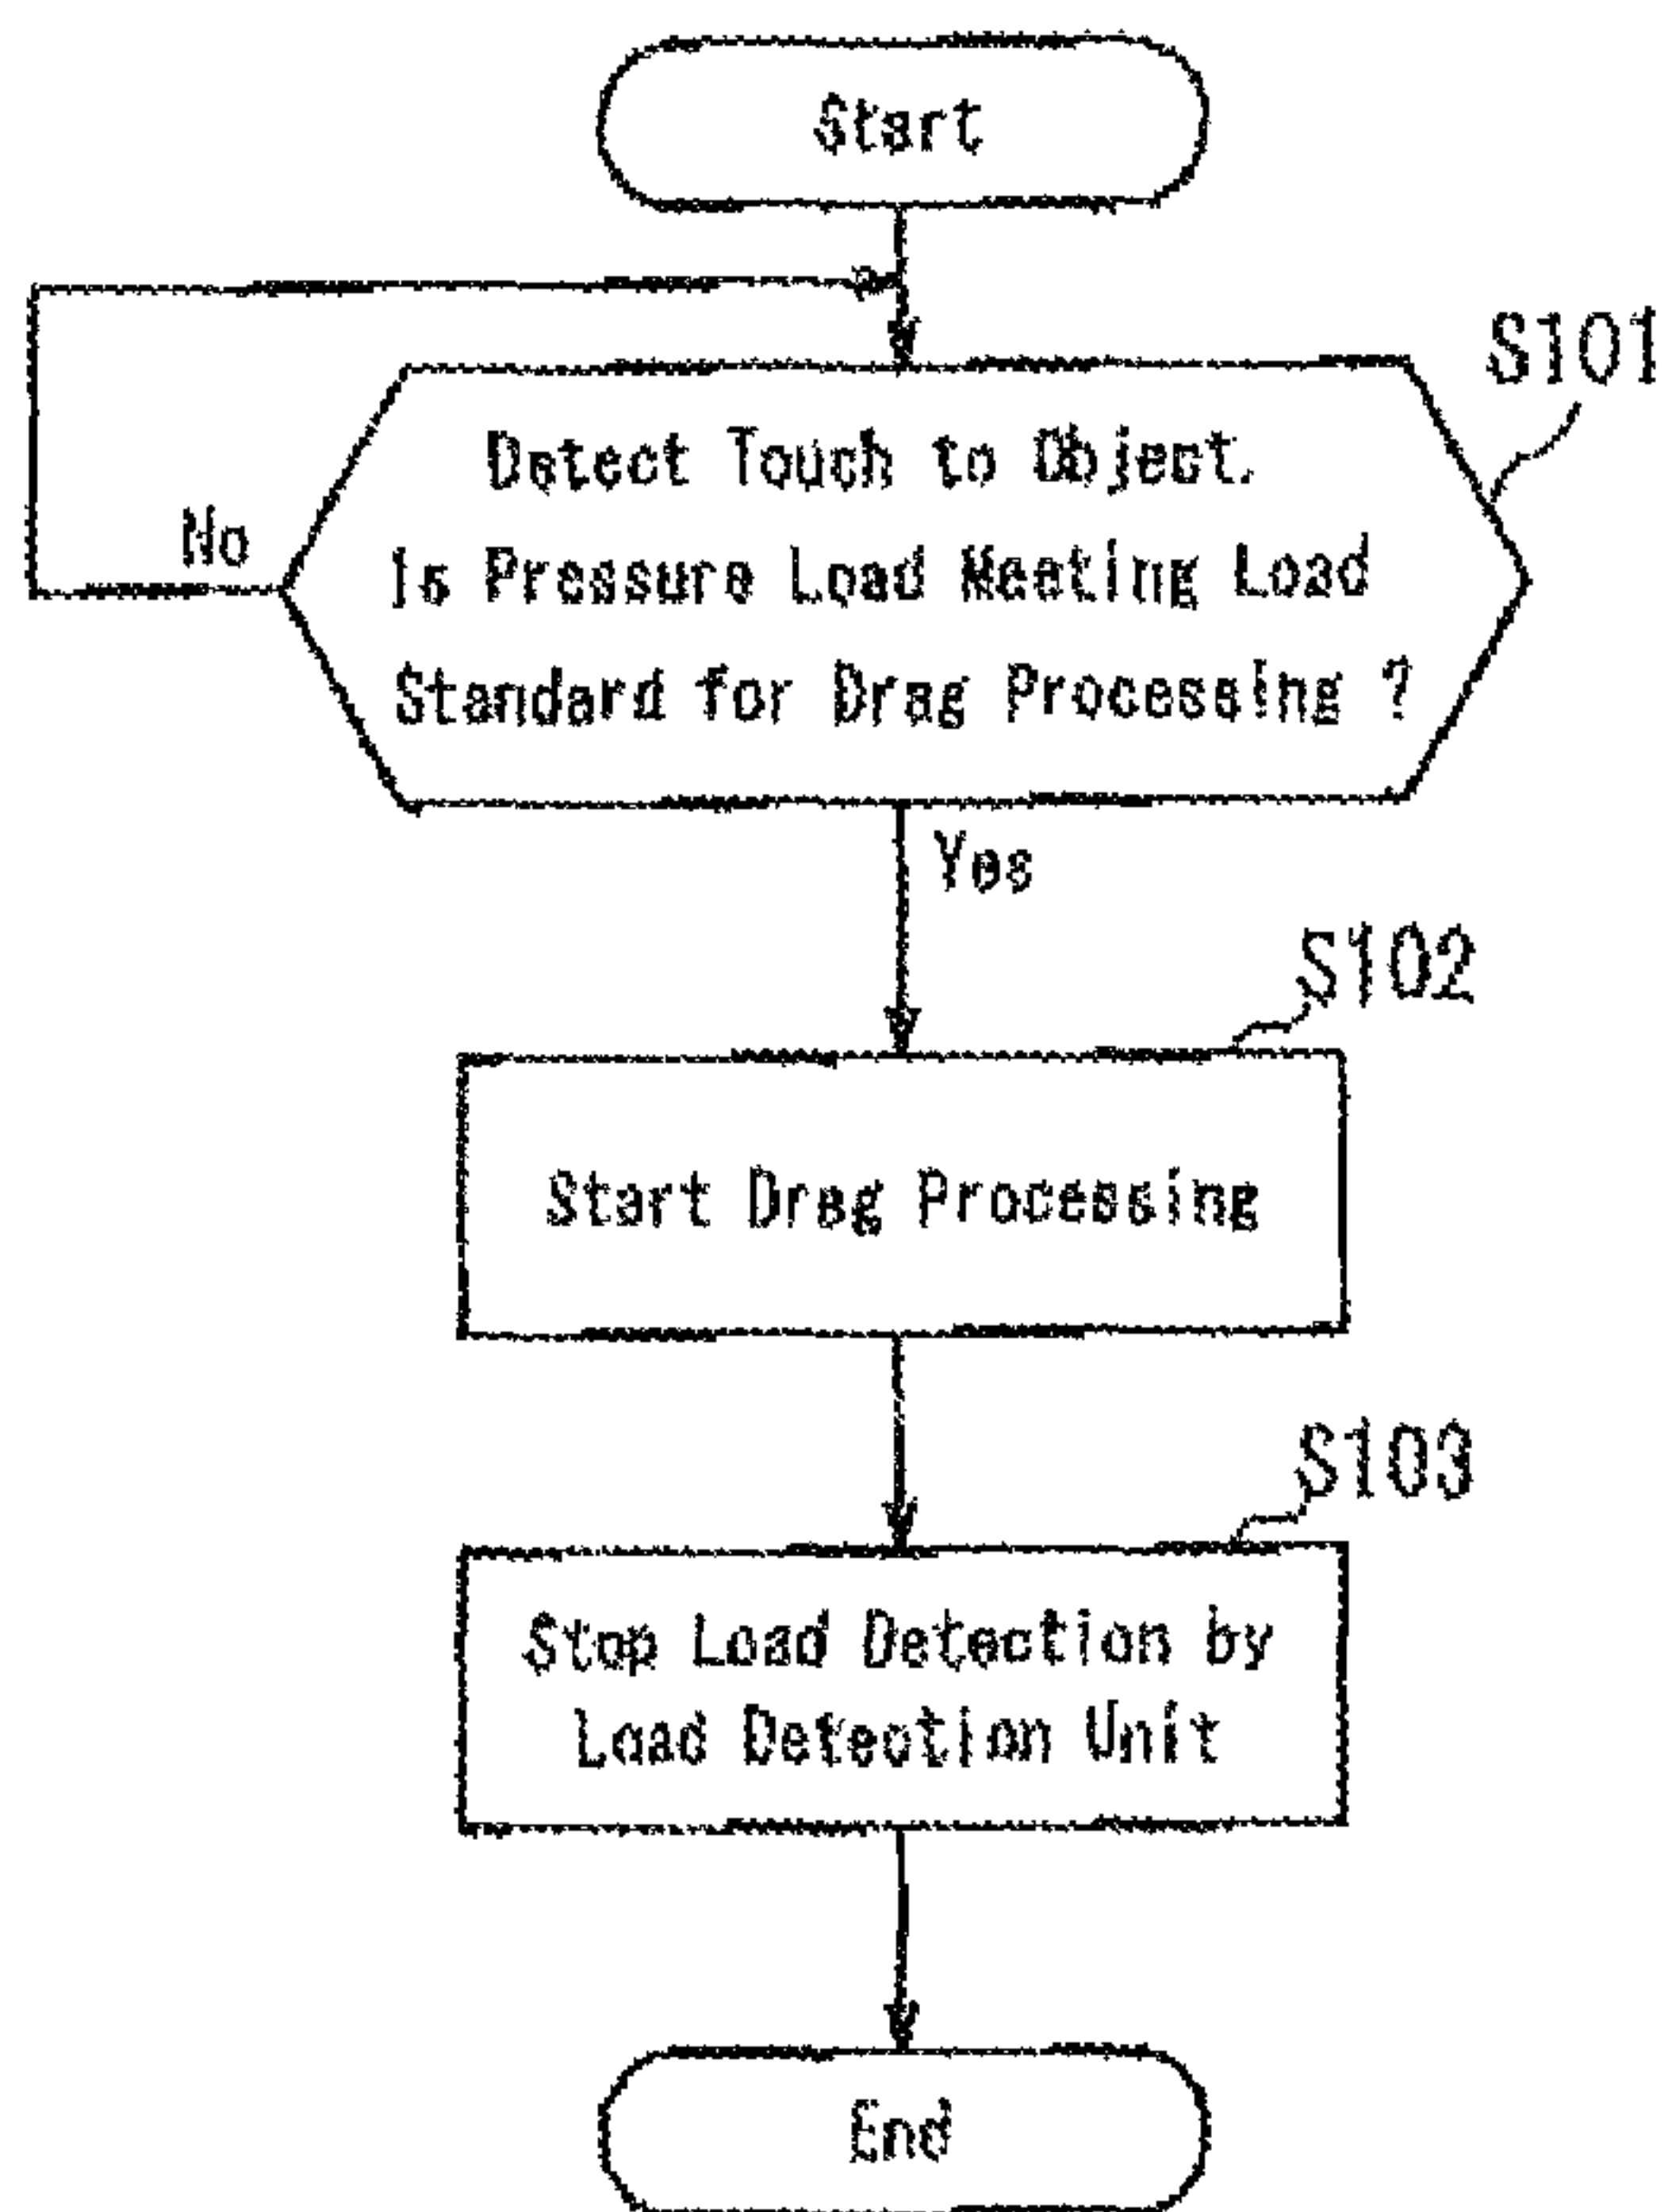 Start
S101
Detect Touch to Object.
No
Is Pressure Load Meeting Load
Standard for Drag Processing ?
Yes
S102
Start Drag Processing
S103
Stop Load Detection by
Load Detection Unit
End